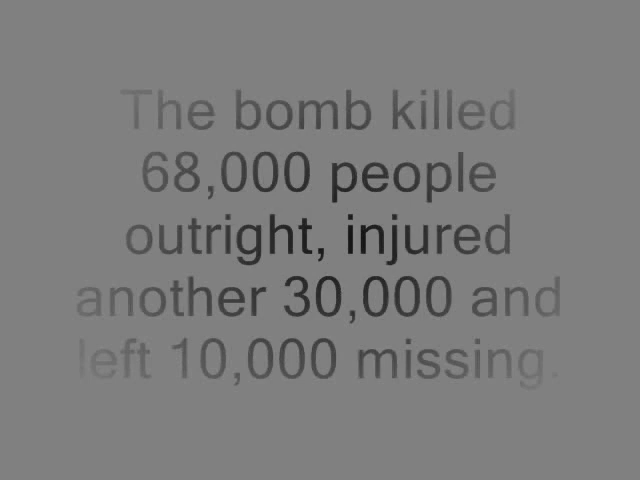 The bomb killed
68,000 people
outright, injured
another 30,000 and
left 10,000 missing.